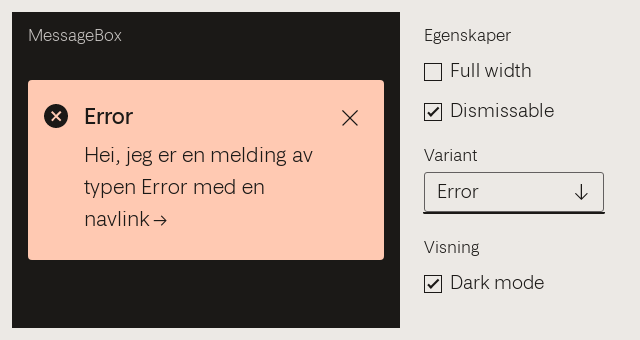 MessageBox
Error
Hei, jeg er en melding av
typen Error med en
navlink→
Egenskaper
Full width
Dismissable
Variant
Error
Visning
Dark mode